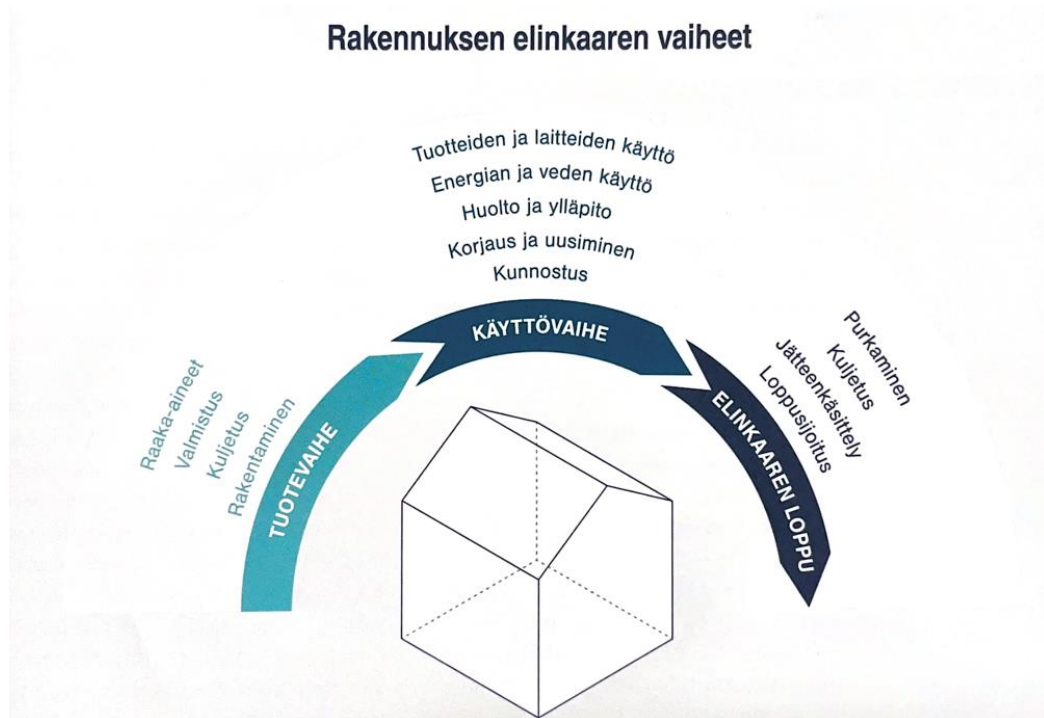 Rakennuksen elinkaaren vaiheet
Tuotteiden ja laitteiden käyttö
Energian ja veden käyttö
Huolto ja ylläpito
Korjaus ja uusiminen
Kunnostus
KÄYTTÖVAIHE
Raaka-aineet
Valmistus
Kuljetus
Rakentaminen
TUOTEVAIHE
Purkaminen
Kuljetus
Jätteenkäsittely
Loppusijoitus
ELINKAAREN LOPPU